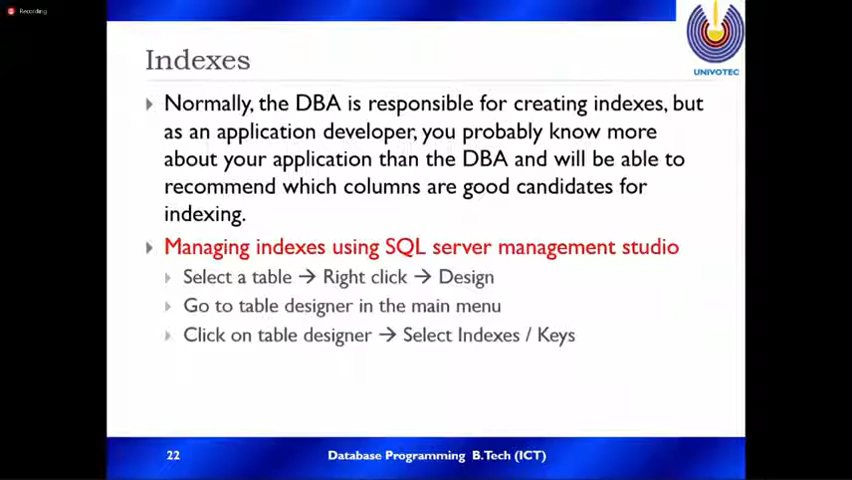 Recording
UNIVOTEC
Indexes
Normally, the DBA is responsible for creating indexes, but
as an application developer, you probably know more
about your application than the DBA and will be able to
recommend which columns are good candidates for
indexing.
Managing indexes using SQL server management studio
Select a table → Right click → Design
Go to table designer in the main menu
Click on table designer → Select Indexes / Keys
22
Database Programming B.Tech (ICT)